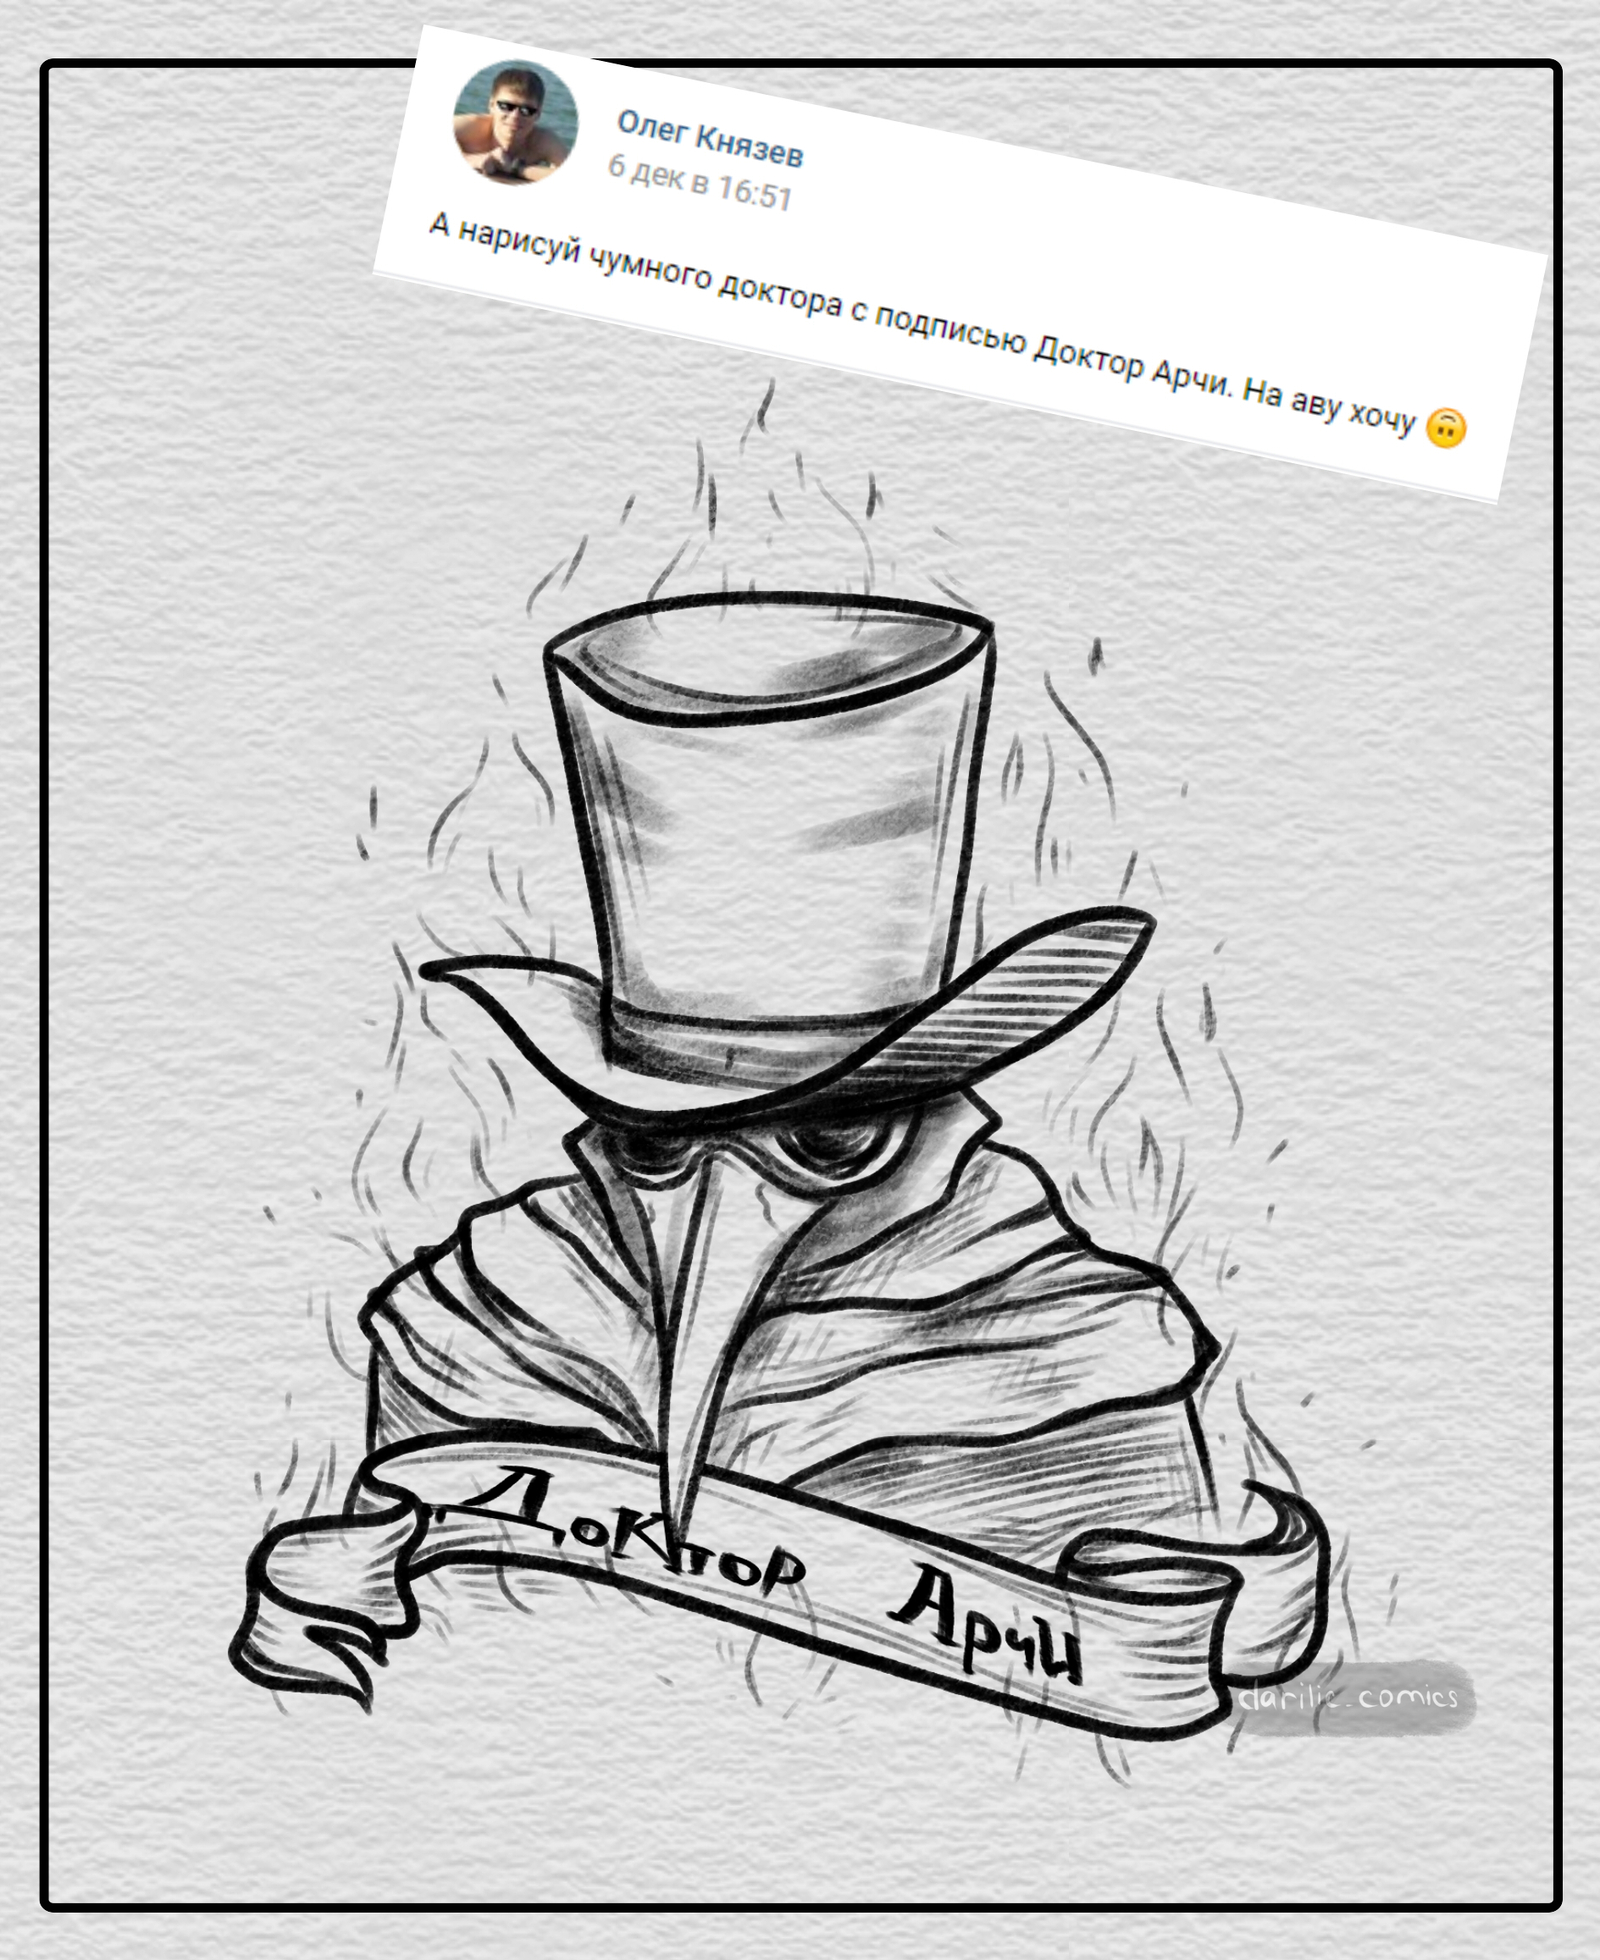 Олег Князев
6 дек в 16:51
А нарисуй чумного доктора с подписью Доктор Арчи. На аву хочу 🙃
Доктор Арчи
darilic_comics